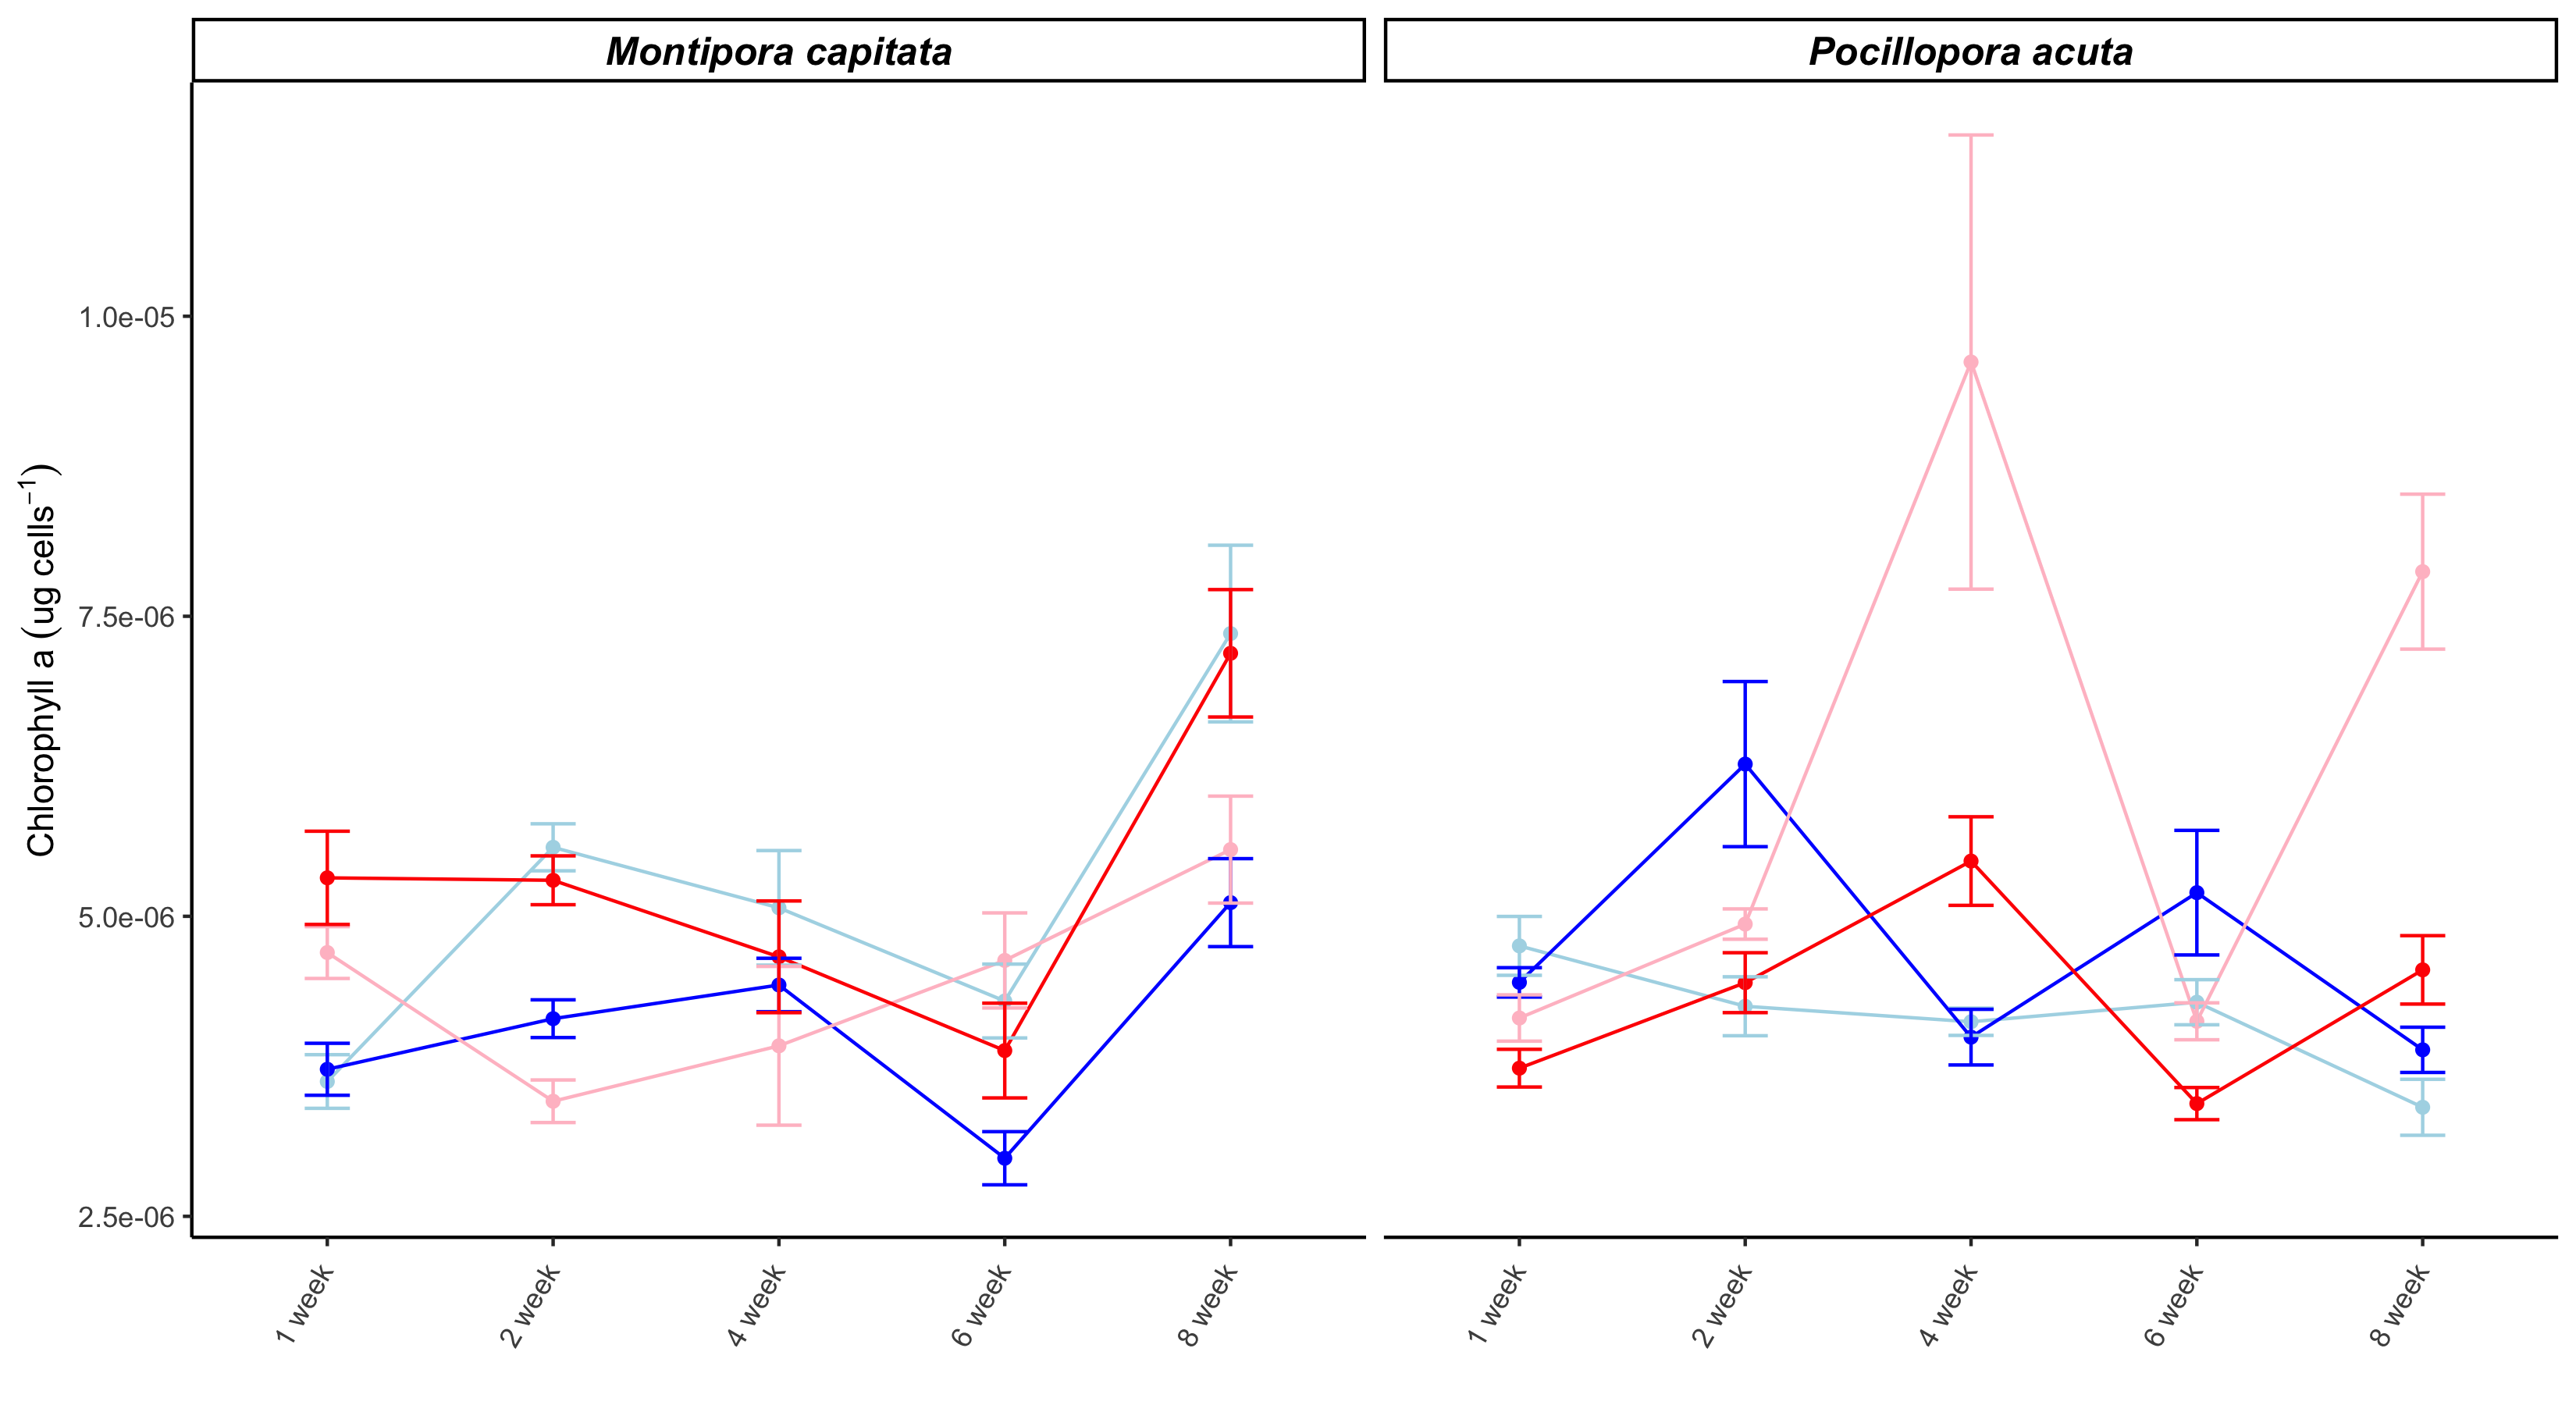 Montipora capitata
Pocillopora acuta
Chlorophyll a (ug cells⁻¹)
1.0e-05
7.5e-06
5.0e-06
2.5e-06
1 week
2 week
4 week
6 week
8 week
1 week
2 week
4 week
6 week
8 week